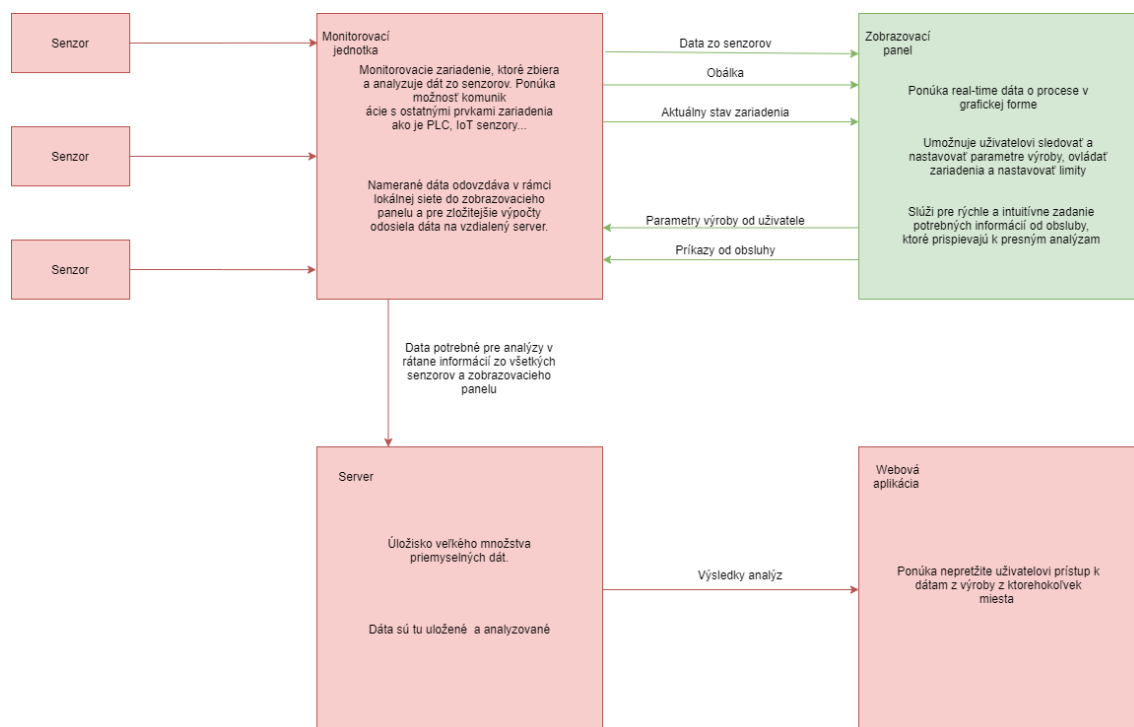 Senzor
Senzor
Senzor
Monitorovací
jednotka
Monitorovacie zariadenie, ktoré zbiera
a analyzuje dát zo senzorov. Ponúka
možnosť komunik
ácie s ostatnými prvkami zariadenia
ako je PLC, IoT senzory...
Namerané dáta odovzdáva v rámci
lokálnej siete do zobrazovacieho
panelu a pre zložitejšie výpočty
odosiela dáta na vzdialený server.
Data zo senzorov
Obálka
Aktuálny stav zariadenia
Parametry výroby od uživatele
Príkazy od obsluhy
Zobrazovací
panel
Ponúka real-time dáta o procese v
grafickej forme
Umožnuje uživatelovi sledovať a
nastavovať parametre výroby, ovládať
zariadenia a nastavovať limity
Slúži pre rýchle a intuitívne zadanie
potrebných informácií od obsluby,
ktoré prispievajú k presným analýzam
Data potrebné pre analýzy v
rátane informácií zo všetkých
senzorov a zobrazovacieho
panelu
Server
Úložisko veľkého množstva
priemyselných dát.
Dáta sú tu uložené a analyzované
Výsledky analýz
Webová
aplikácia
Ponúka nepretžite uživatelovi prístup k
dátam z výroby z ktorehokoľvek
miesta